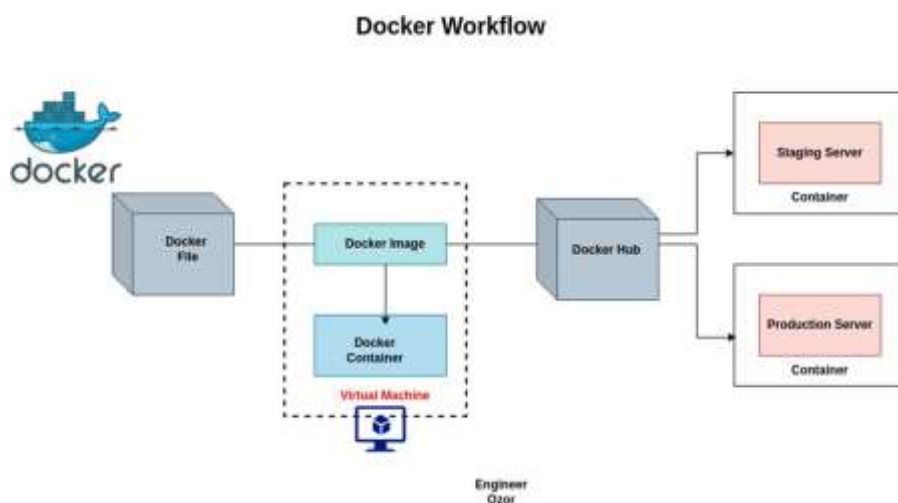 Docker Workflow
docker
Docker
File
Docker Image
Docker
Container
Virtual Machine
Docker Hub
Staging Server
Container
Production Server
Container
Engineer
Ozor